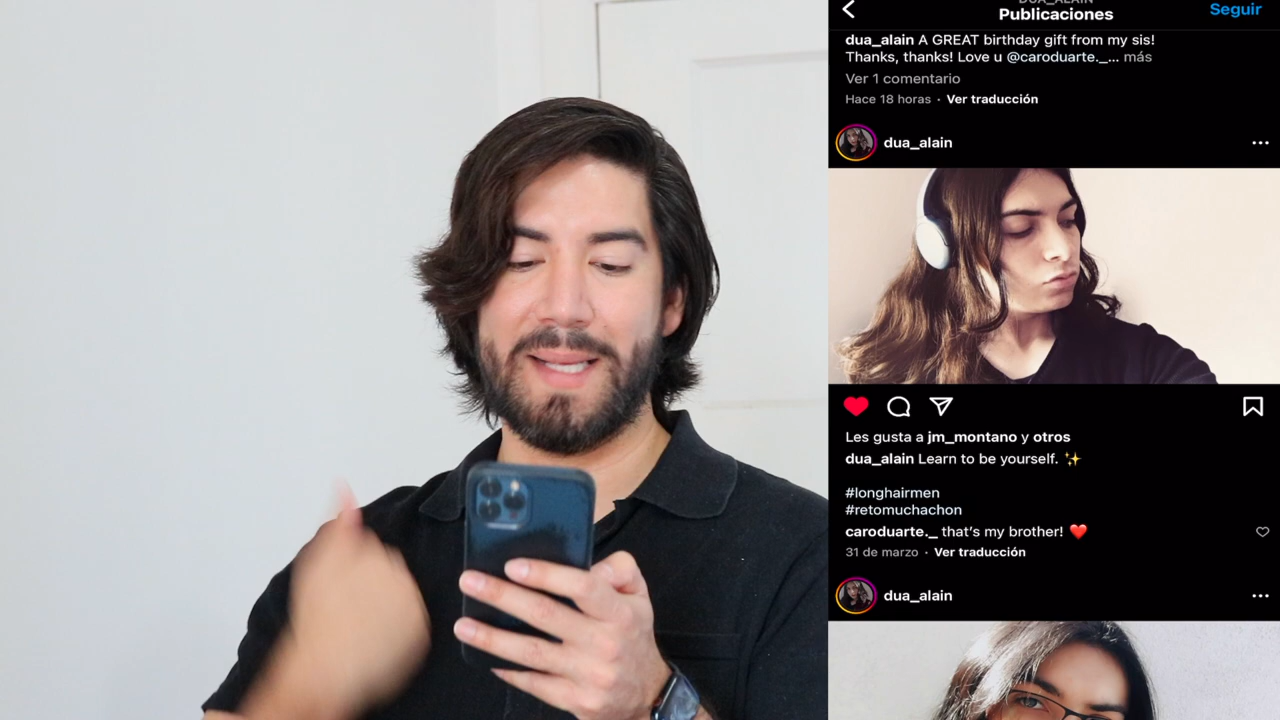 DUA_ALAIN
Publicaciones
Seguir
dua_alain A GREAT birthday gift from my sis!
Thanks, thanks! Love u @caroduarte._... más
Ver 1 comentario
Hace 18 horas · Ver traducción
dua_alain
Les gusta a jm_montano y otros
dua_alain Learn to be yourself. ✨
#longhairmen
#retomuchachon
caroduarte._ that's my brother! ❤️
31 de marzo · Ver traducción
dua_alain